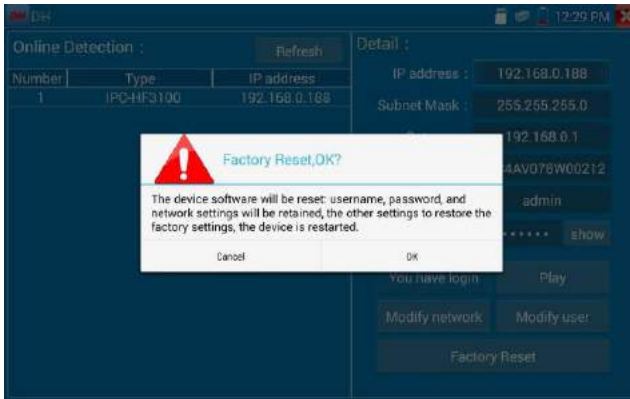 DH
12:29 PM
Online Detection :
Refresh
Number Type IP address
1 IPC-HF3100 192.168.0.188
Detail :
IP address : 192.168.0.188
Subnet Mask : 255.255.255.0
192.168.0.1
4AV078W00212
admin
•••••• show
You have login Play
Modify network Modify user
Factory Reset
Factory Reset,OK?
The device software will be reset: username, password, and
network settings will be retained, the other settings to restore the
factory settings, the device is restarted.
Cancel OK